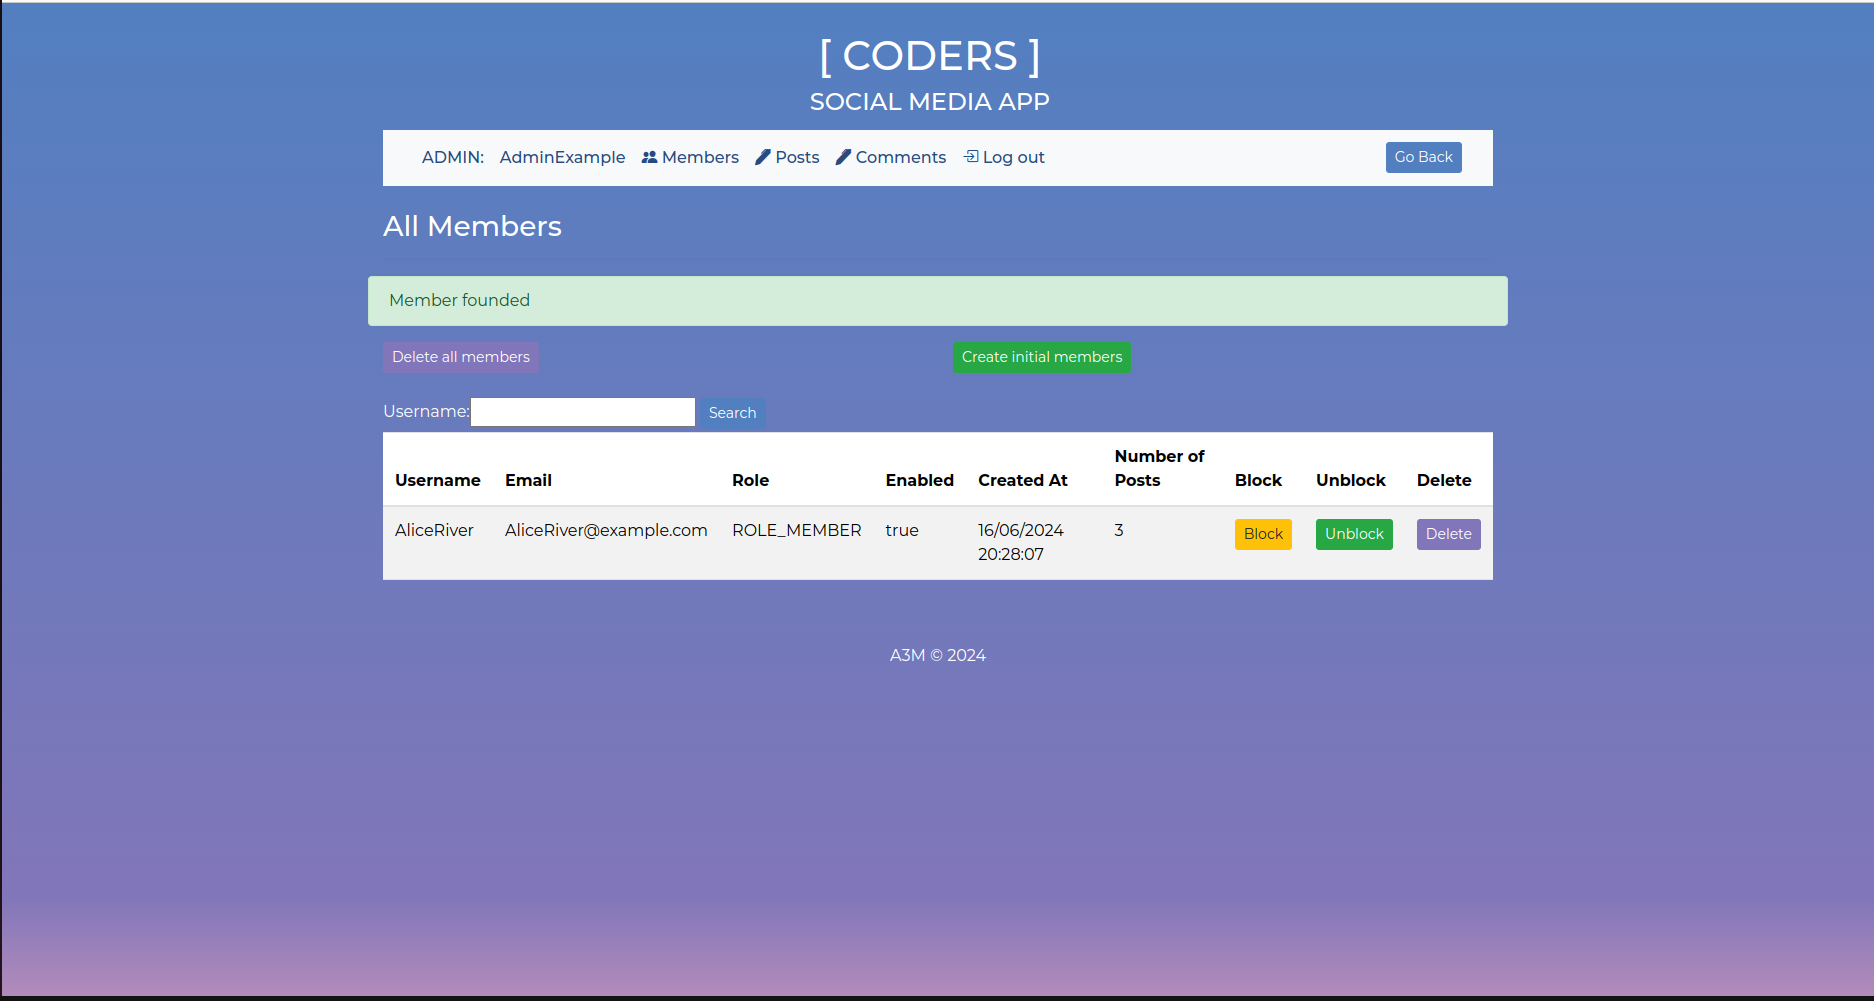 [ CODERS ]
SOCIAL MEDIA APP
ADMIN: AdminExample Members Posts Comments Log out Go Back
All Members
Member founded
Delete all members Create initial members
Username: Search
Username Email Role Enabled Created At Number of Posts Block Unblock Delete
AliceRiver AliceRiver@example.com ROLE_MEMBER true 16/06/2024 20:28:07 3 Block Unblock Delete
A3M © 2024